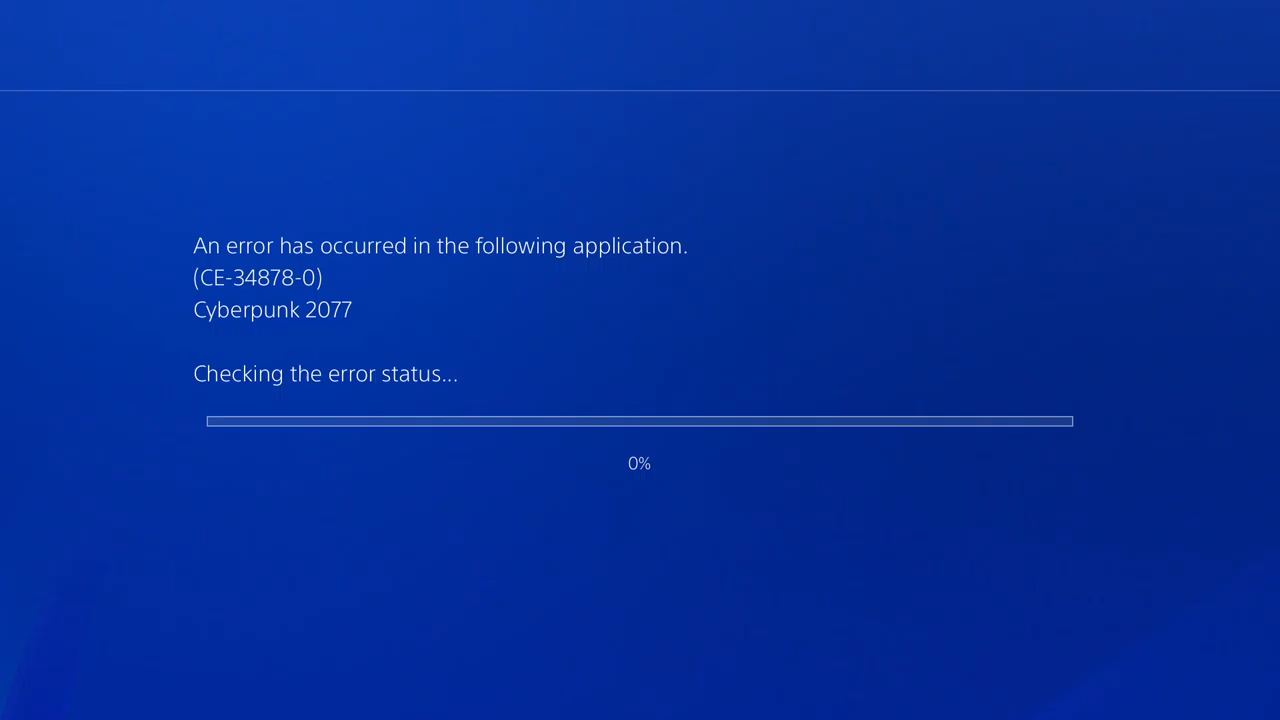 An error has occurred in the following application.
(CE-34878-0)
Cyberpunk 2077
Checking the error status...
0%